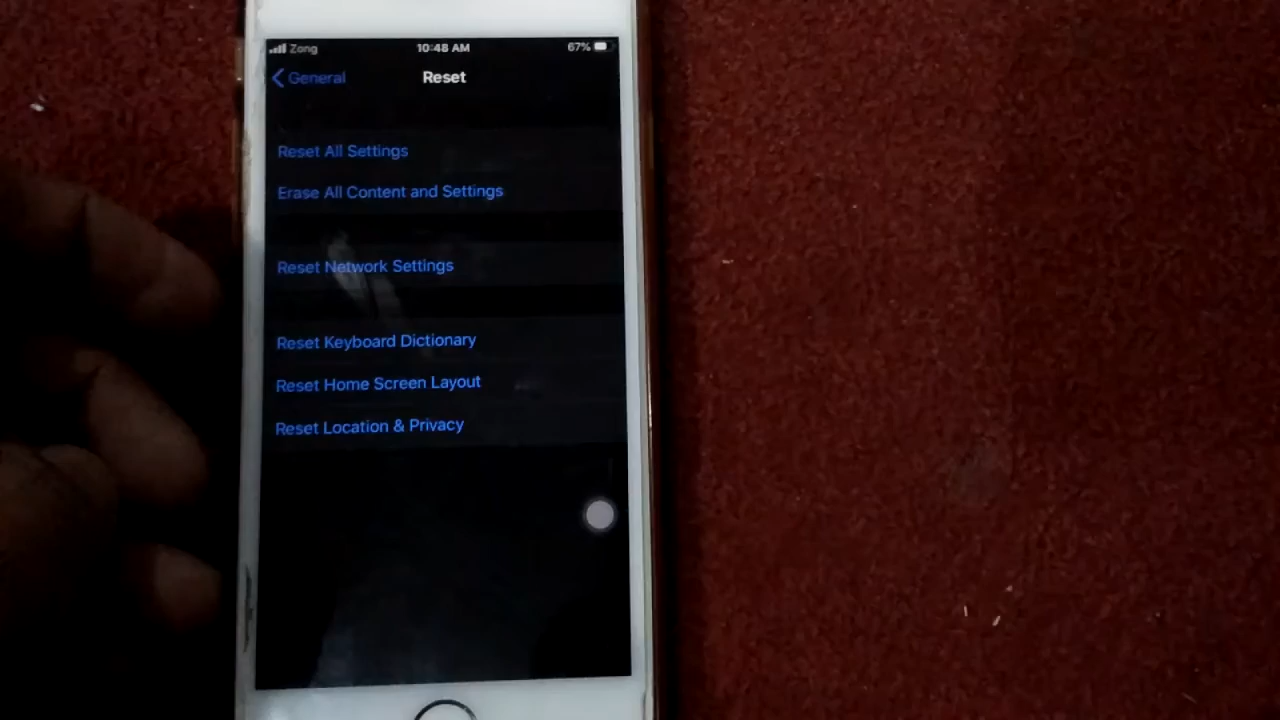 Zong 10:48 AM 67%
General Reset
Reset All Settings
Erase All Content and Settings
Reset Network Settings
Reset Keyboard Dictionary
Reset Home Screen Layout
Reset Location & Privacy